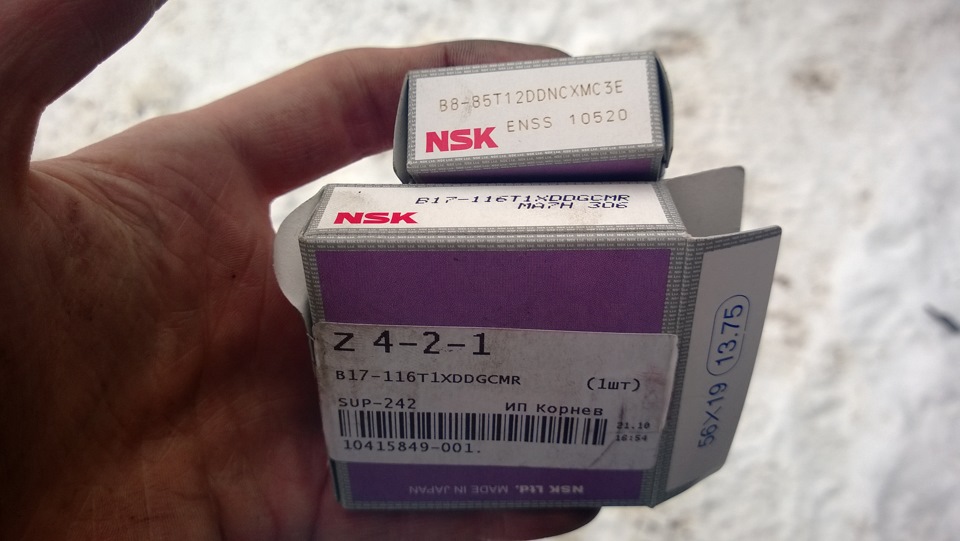 B8-85T12DDNCXMC3E
NSK ENSS 10520
B17-116T1XDDGCMR
NSK MA7H 306
Z 4-2-1
B17-116T1XDDGCMR (1шт)
SUP-242 ИП Корнев
21.10
16:54
10415849-001.
NSK Ltd. MADE IN JAPAN
56X19 13.75